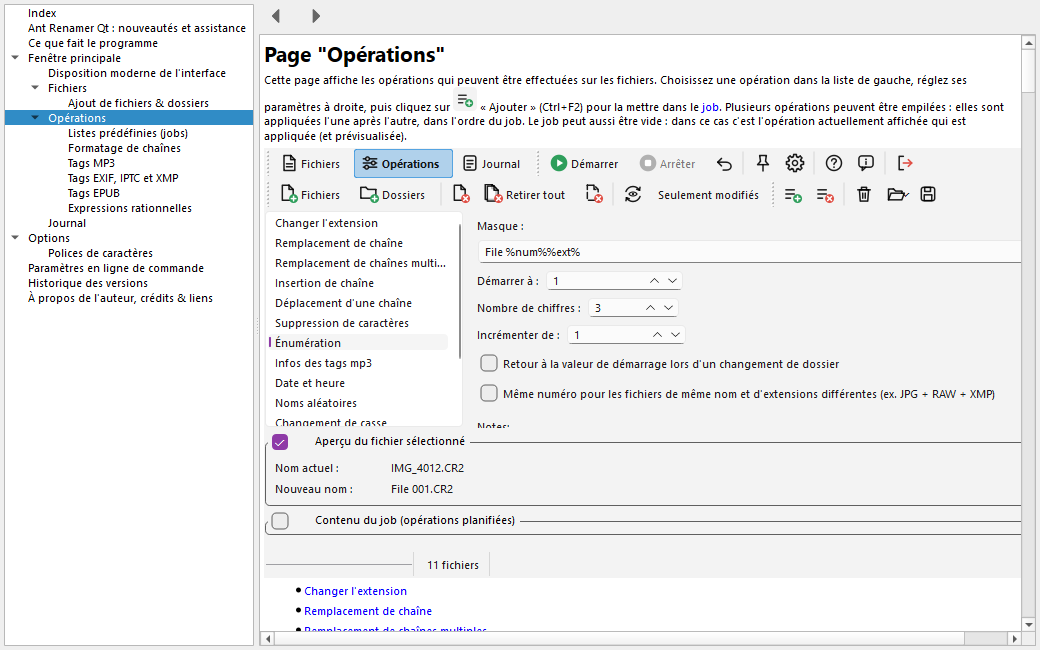 Index
Ant Renamer Qt : nouveautés et assistance
Ce que fait le programme
Fenêtre principale
Disposition moderne de l'interface
Fichiers
Ajout de fichiers & dossiers
Opérations
Listes prédéfinies (jobs)
Formatage de chaînes
Tags MP3
Tags EXIF, IPTC et XMP
Tags EPUB
Expressions rationnelles
Journal
Options
Polices de caractères
Paramètres en ligne de commande
Historique des versions
À propos de l'auteur, crédits & liens
Page "Opérations"
Cette page affiche les opérations qui peuvent être effectuées sur les fichiers. Choisissez une opération dans la liste de gauche, réglez ses
paramètres à droite, puis cliquez sur « Ajouter » (Ctrl+F2) pour la mettre dans le job. Plusieurs opérations peuvent être empilées : elles sont
appliquées l'une après l'autre, dans l'ordre du job. Le job peut aussi être vide : dans ce cas c'est l'opération actuellement affichée qui est
appliquée (et prévisualisée).
Fichiers Opérations Journal Démarrer Arrêter
Fichiers Dossiers Retirer tout Seulement modifiés
Changer l'extension
Remplacement de chaîne
Remplacement de chaînes multi...
Insertion de chaîne
Déplacement d'une chaîne
Suppression de caractères
Énumération
Infos des tags mp3
Date et heure
Noms aléatoires
Changement de casse
Masque :
File %num%%ext%
Démarrer à : 1
Nombre de chiffres : 3
Incrémenter de : 1
Retour à la valeur de démarrage lors d'un changement de dossier
Même numéro pour les fichiers de même nom et d'extensions différentes (ex. JPG + RAW + XMP)
Notes:
Aperçu du fichier sélectionné
Nom actuel : IMG_4012.CR2
Nouveau nom : File 001.CR2
Contenu du job (opérations planifiées)
11 fichiers
Changer l'extension
Remplacement de chaîne
Remplacement de chaînes multiples